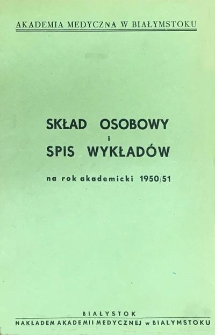 AKADEMIA MEDYCZNA W BIAŁYMSTOKU
SKŁAD OSOBOWY
i
SPIS WYKŁADÓW
na rok akademicki 1950/51
BIAŁYSTOK
NAKŁADEM AKADEMII MEDYCZNEJ w BIAŁYMSTOKU